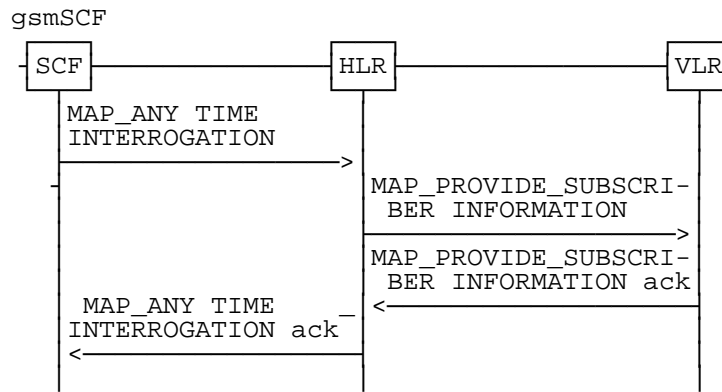 gsmSCF
SCF HLR VLR
MAP_ANY TIME
INTERROGATION
MAP_PROVIDE_SUBSCRI-
BER INFORMATION
MAP_PROVIDE_SUBSCRI-
BER INFORMATION ack
MAP_ANY TIME _
INTERROGATION ack